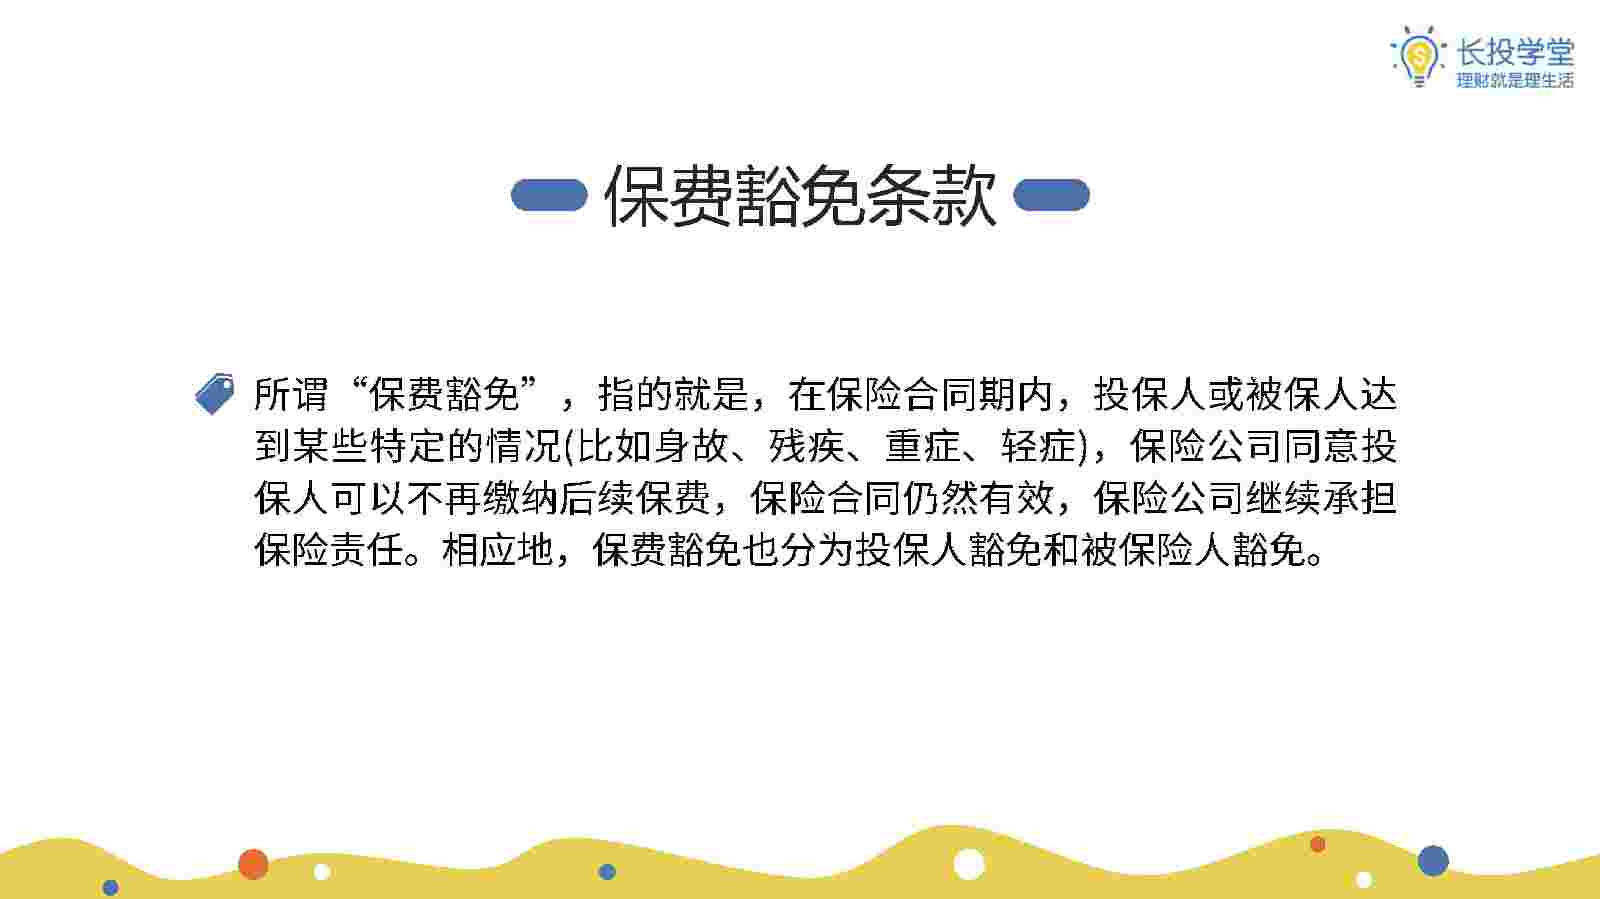 长投学堂
理财就是理生活
保费豁免条款
所谓“保费豁免”，指的就是，在保险合同期内，投保人或被保人达
到某些特定的情况(比如身故、残疾、重症、轻症)，保险公司同意投
保人可以不再缴纳后续保费，保险合同仍然有效，保险公司继续承担
保险责任。相应地，保费豁免也分为投保人豁免和被保险人豁免。